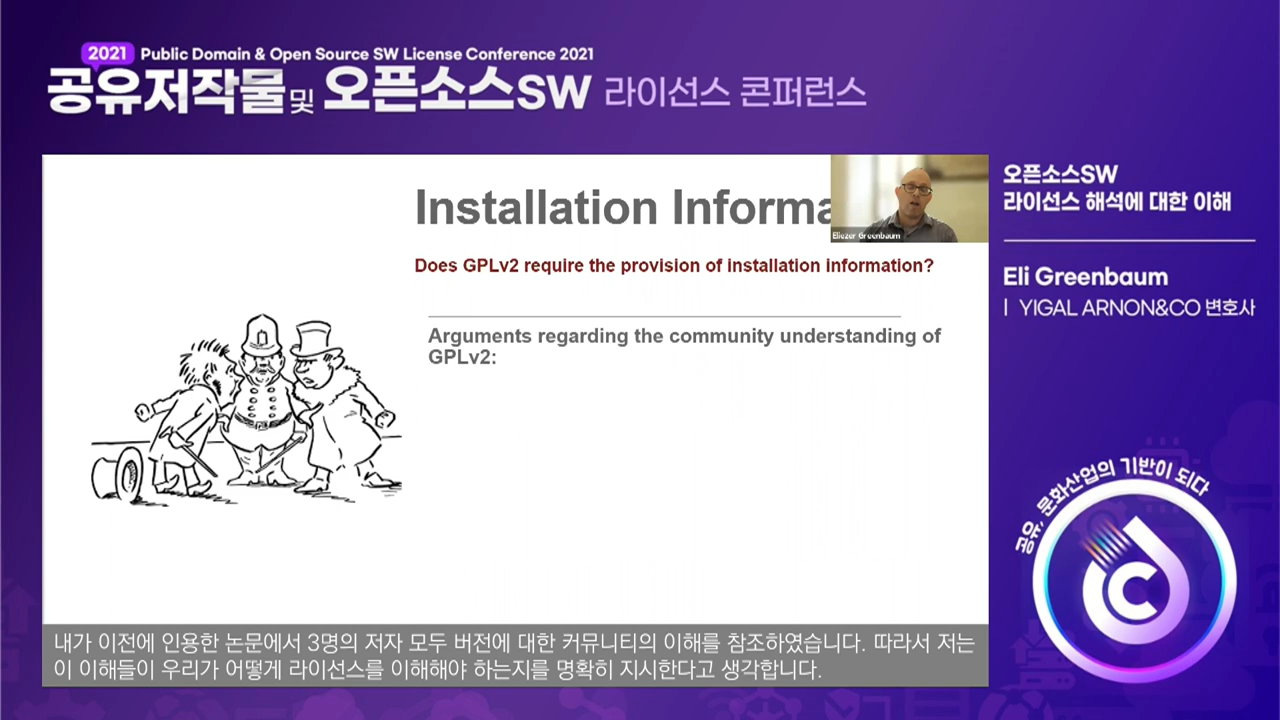 2021 Public Domain & Open Source SW License Conference 2021
공유저작물 및 오픈소스SW 라이선스 콘퍼런스
Installation Informa
Eliezer Greenbaum
Does GPLv2 require the provision of installation information?
Arguments regarding the community understanding of
GPLv2:
오픈소스SW
라이선스 해석에 대한 이해
Eli Greenbaum
| YIGAL ARNON&CO 변호사
공유, 문화산업의 기반이 되다
내가 이전에 인용한 논문에서 3명의 저자 모두 버전에 대한 커뮤니티의 이해를 참조하였습니다. 따라서 저는
이 이해들이 우리가 어떻게 라이선스를 이해해야 하는지를 명확히 지시한다고 생각합니다.